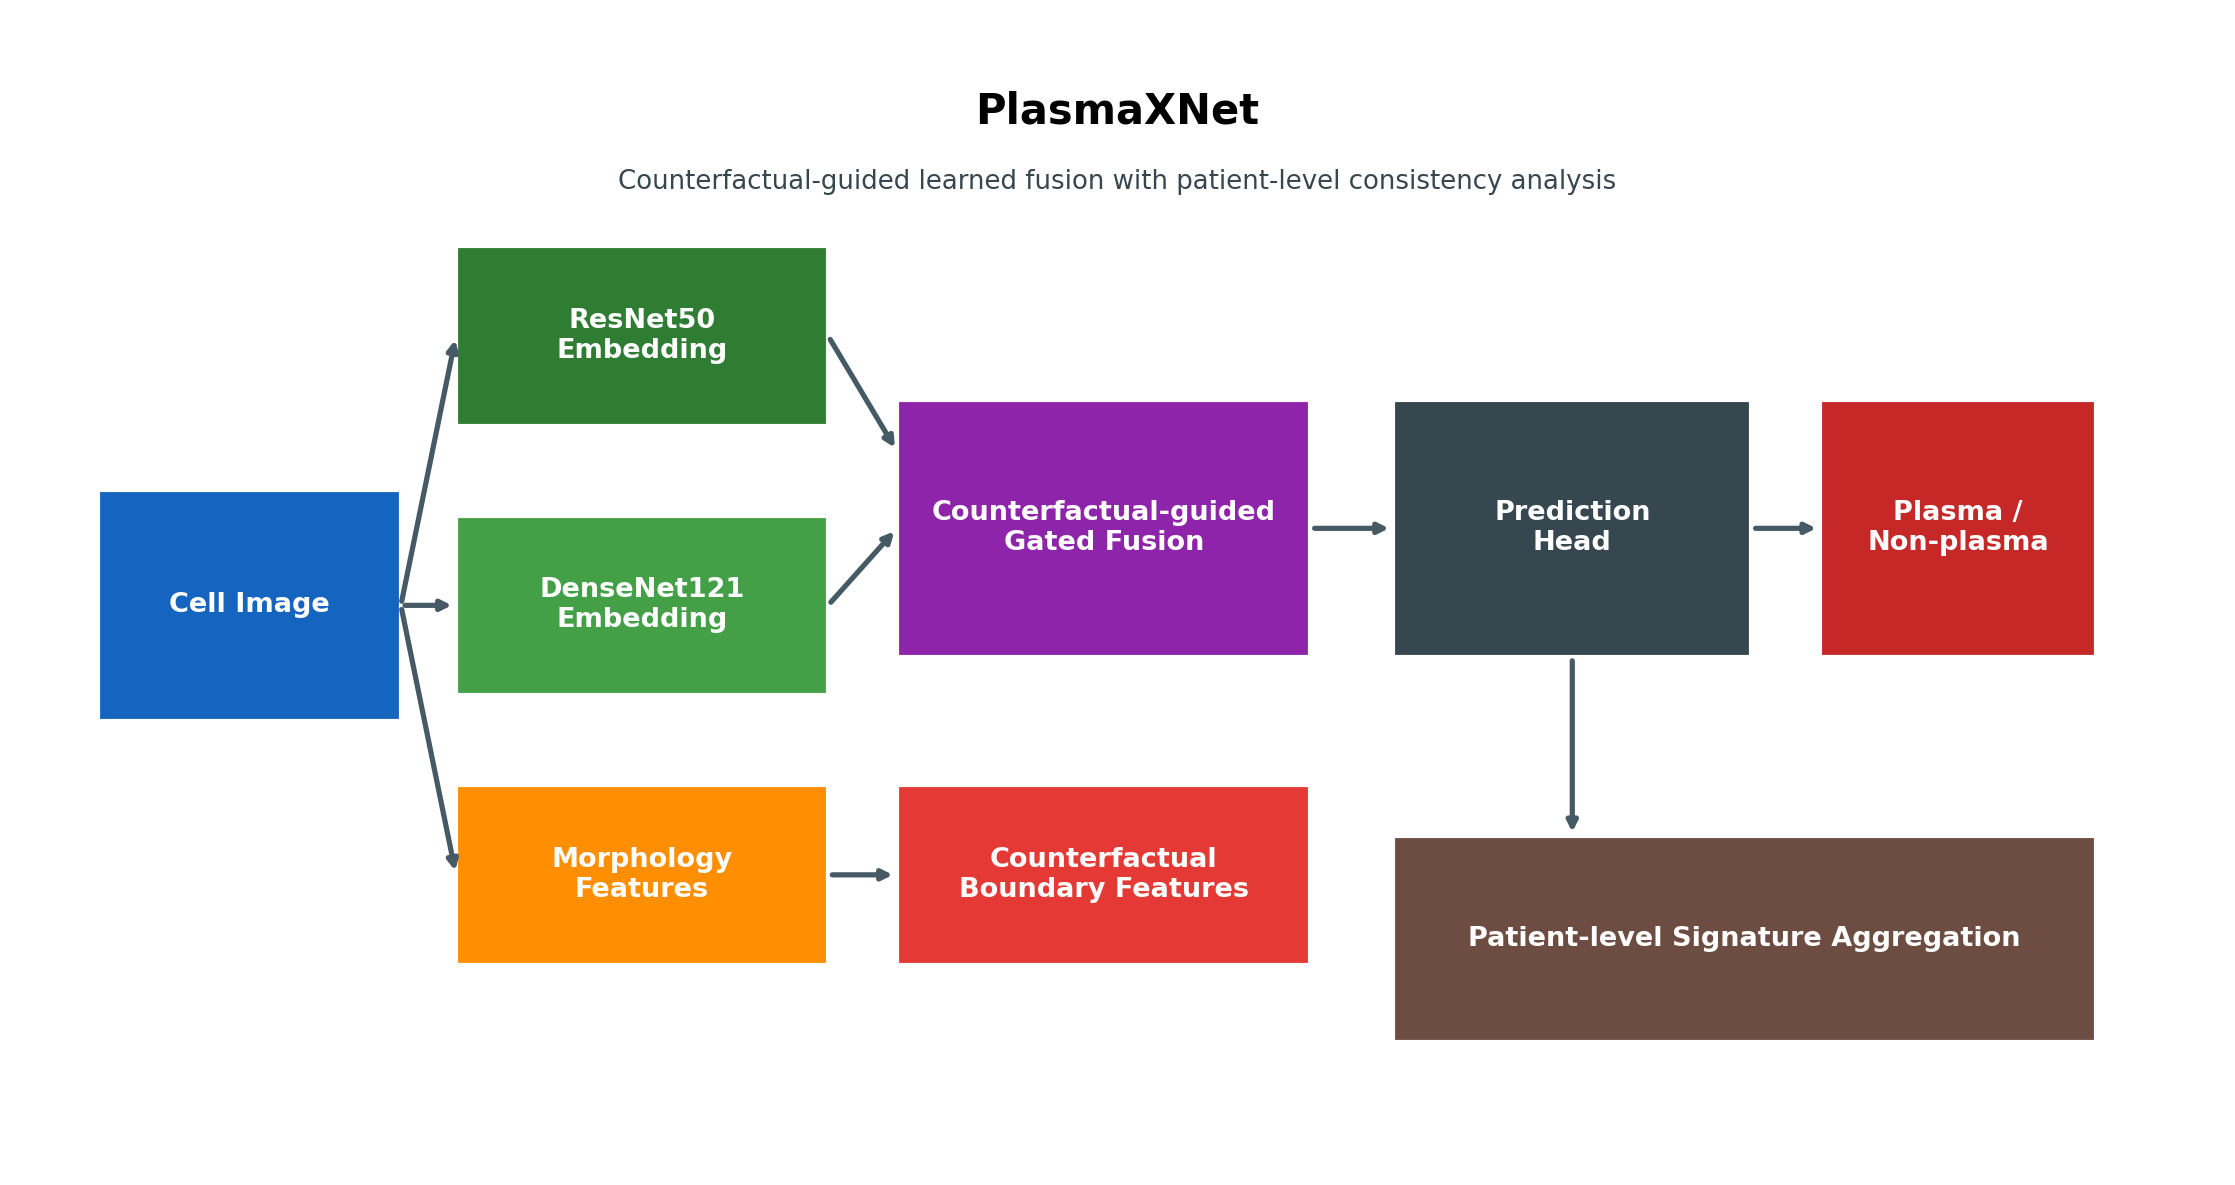 PlasmaXNet
Counterfactual-guided learned fusion with patient-level consistency analysis
Cell Image
ResNet50
Embedding
DenseNet121
Embedding
Morphology
Features
Counterfactual-guided
Gated Fusion
Counterfactual
Boundary Features
Prediction
Head
Plasma /
Non-plasma
Patient-level Signature Aggregation